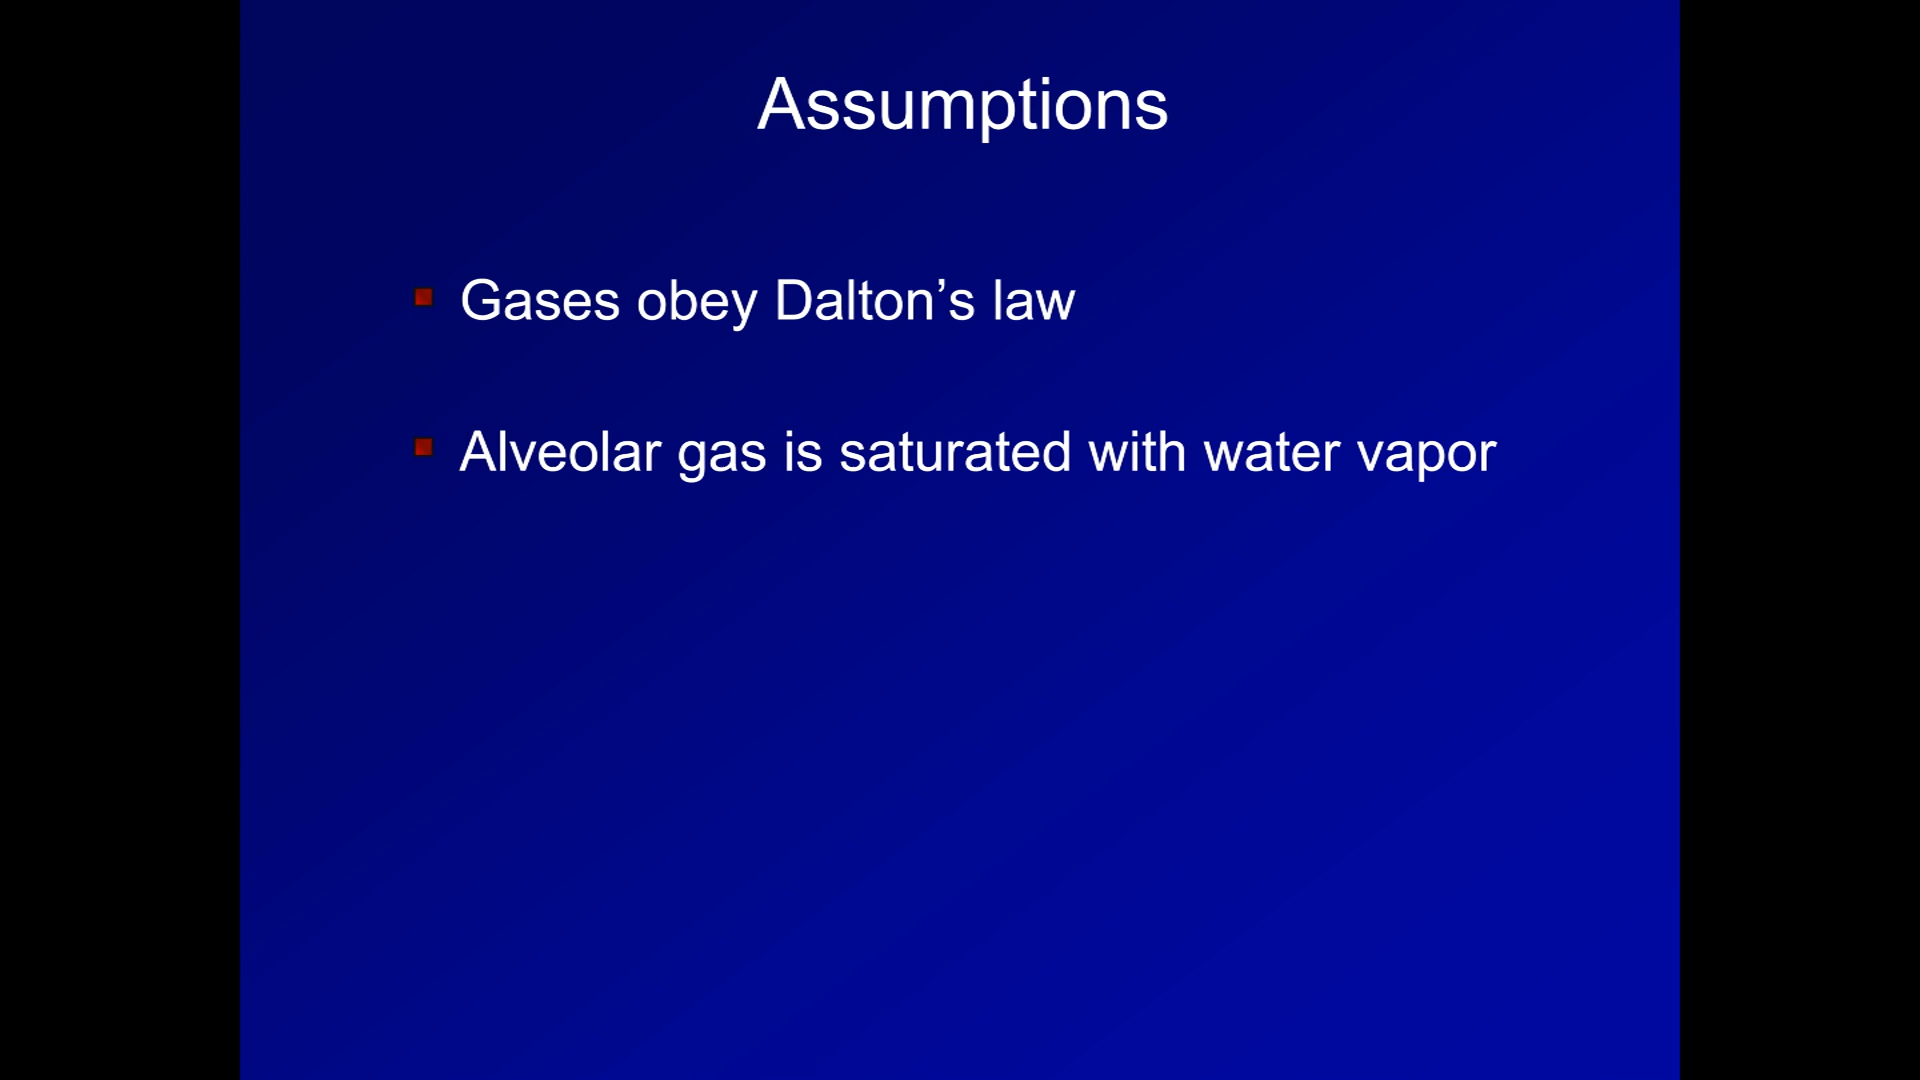 Assumptions
Gases obey Dalton’s law
Alveolar gas is saturated with water vapor